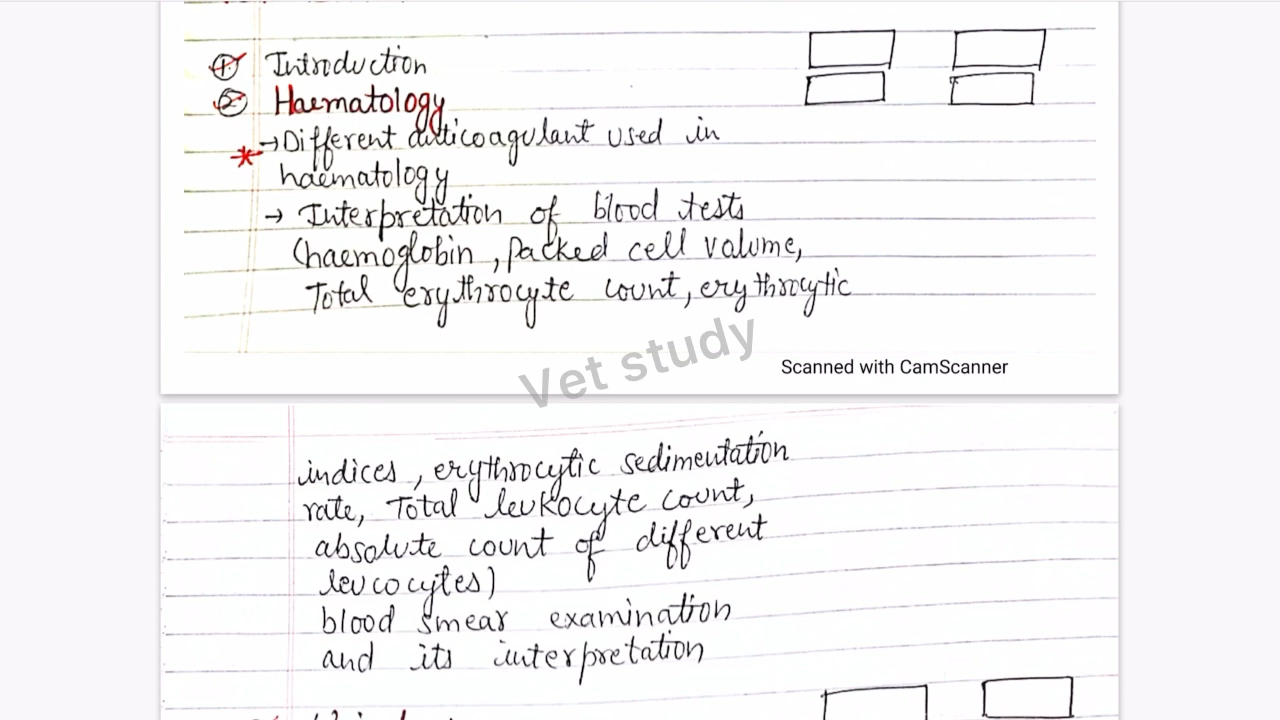 1. Introduction
2. Haematology
* → Different anticoagulant used in
haematology
→ Interpretation of blood tests
(haemoglobin, packed cell valume,
Total erythrocyte count, erythrocytic
Vet study
Scanned with CamScanner
indices, erythrocytic sedimentation
rate, Total leukocyte count,
absolute count of different
leucocytes)
blood smear examination
and its interpretation